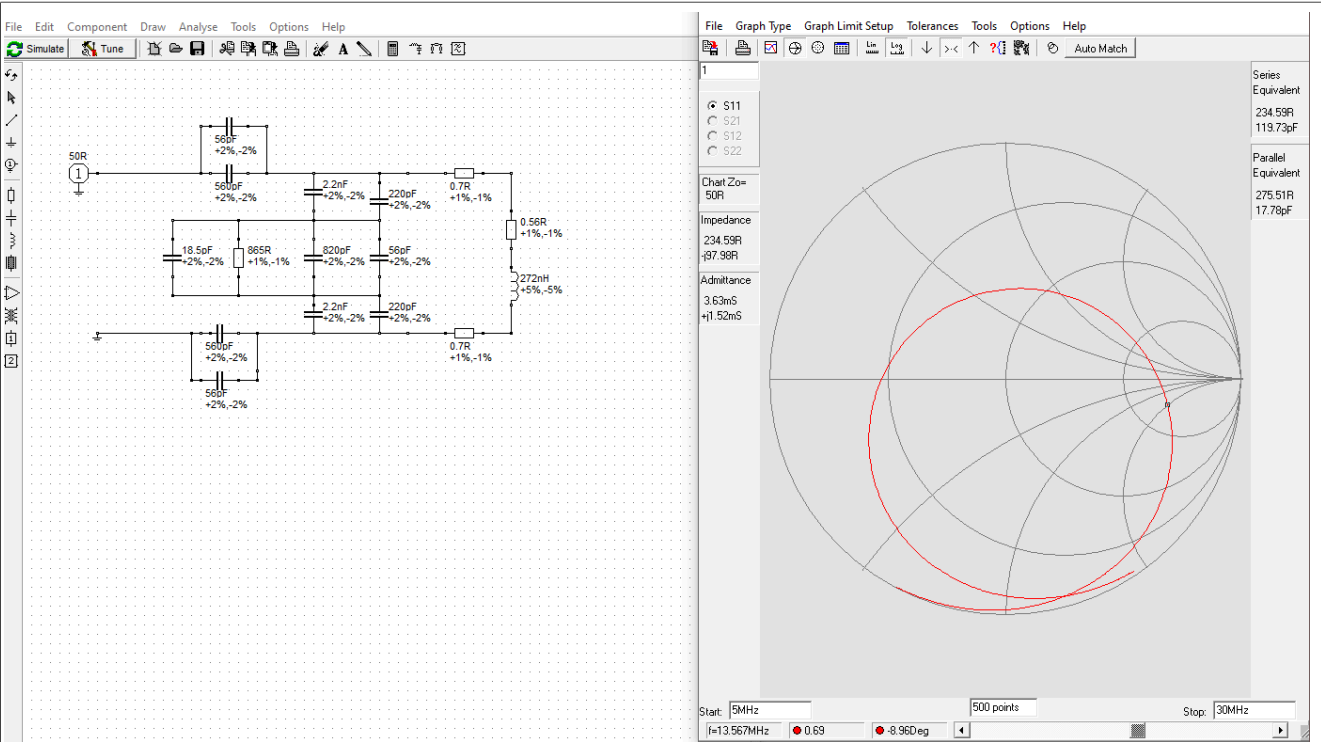 File Edit Component Draw Analyse Tools Options Help
Simulate Tune
A
1
2
50R
1
56pF
+2%,-2%
560pF
+2%,-2%
2.2nF
+2%,-2%
220pF
+2%,-2%
0.7R
+1%,-1%
0.56R
+1%,-1%
18.5pF
+2%,-2%
865R
+1%,-1%
820pF
+2%,-2%
56pF
+2%,-2%
272nH
+5%,-5%
2.2nF
+2%,-2%
220pF
+2%,-2%
0.7R
+1%,-1%
560pF
+2%,-2%
56pF
+2%,-2%
File Graph Type Graph Limit Setup Tolerances Tools Options Help
Lin Log Auto Match
1
S11
S21
S12
S22
Chart Zo=
50R
Impedance
234.59R
-j97.98R
Admittance
3.63mS
+j1.52mS
Series
Equivalent
234.59R
119.73pF
Parallel
Equivalent
275.51R
17.78pF
Start: 5MHz 500 points Stop: 30MHz
f=13.567MHz 0.69 -8.96Deg